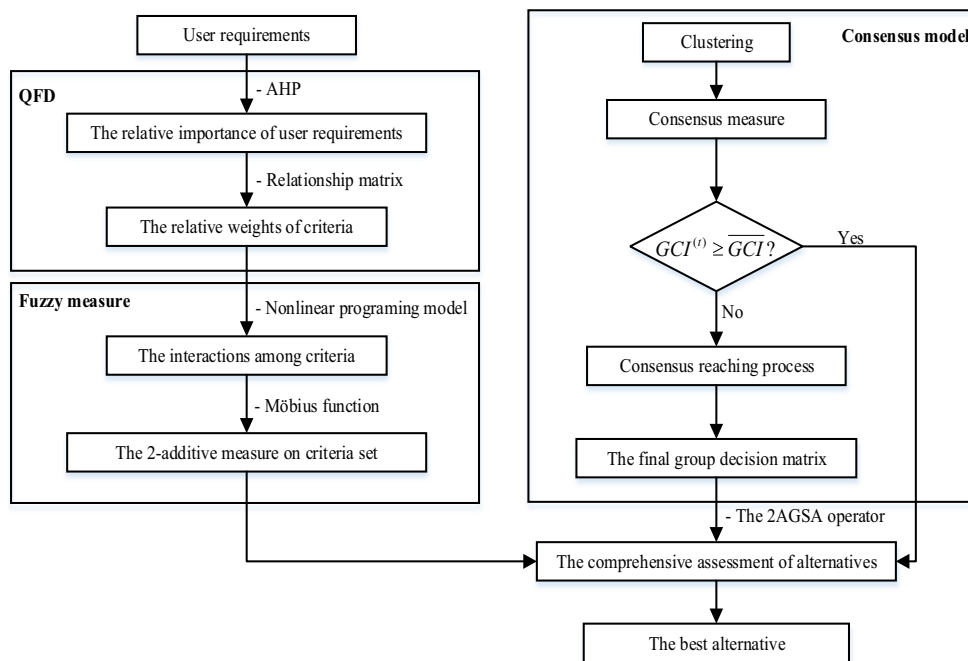 User requirements
QFD
- AHP
The relative importance of user requirements
- Relationship matrix
The relative weights of criteria
Fuzzy measure
- Nonlinear programing model
The interactions among criteria
- Möbius function
The 2-additive measure on criteria set
Consensus model
Clustering
Consensus measure
GCI^{(t)} ≥ \overline{GCI}?
Yes
No
Consensus reaching process
The final group decision matrix
- The 2AGSA operator
The comprehensive assessment of alternatives
The best alternative